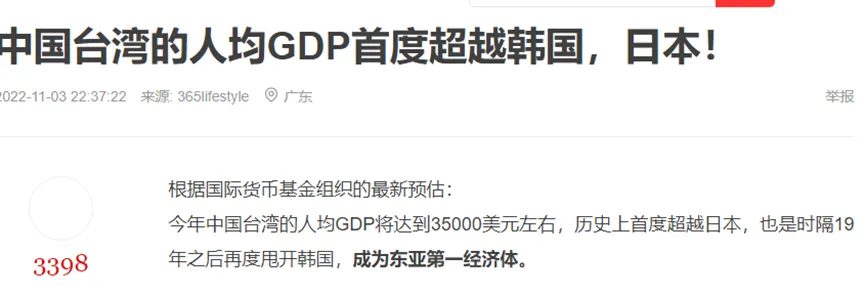 中国台湾的人均GDP首度超越韩国，日本！
2022-11-03 22:37:22 来源: 365lifestyle 广东
举报
根据国际货币基金组织的最新预估：
今年中国台湾的人均GDP将达到35000美元左右，历史上首度超越日本，也是时隔19
年之后再度甩开韩国，成为东亚第一经济体。
3398